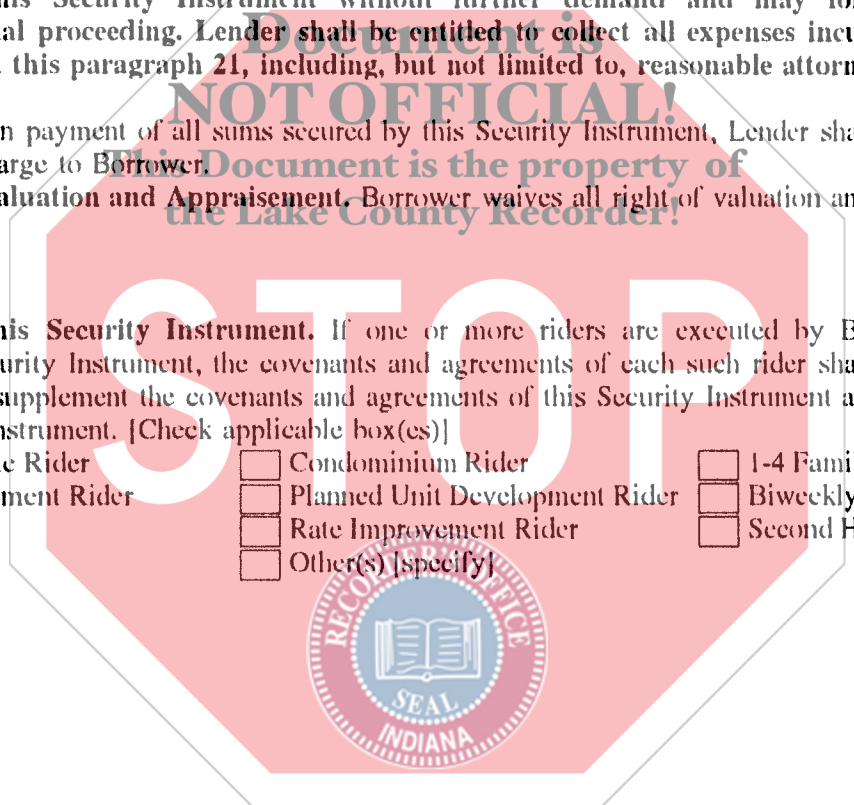 his Security Instrument without further demand and may
Document is
al proceeding. Lender shall be entitled to collect all expenses incu
this paragraph 21, including, but not limited to, reasonable attorn
NOT OFFICIAL!
n payment of all sums secured by this Security Instrument, Lender sha
arge to Borrower.
This Document is the property of
aluation and Appraisement. Borrower waives all right of valuation an
the Lake County Recorder!
STOP
his Security Instrument. If one or more riders are executed by B
urity Instrument, the covenants and agreements of each such rider sha
supplement the covenants and agreements of this Security Instrument a
nstrument. [Check applicable box(es)]
e Rider Condominium Rider 1-4 Fami
ment Rider Planned Unit Development Rider Biweekly
Rate Improvement Rider Second H
Other(s) [specify]
RECORDER'S OFFICE
SEAL
INDIANA